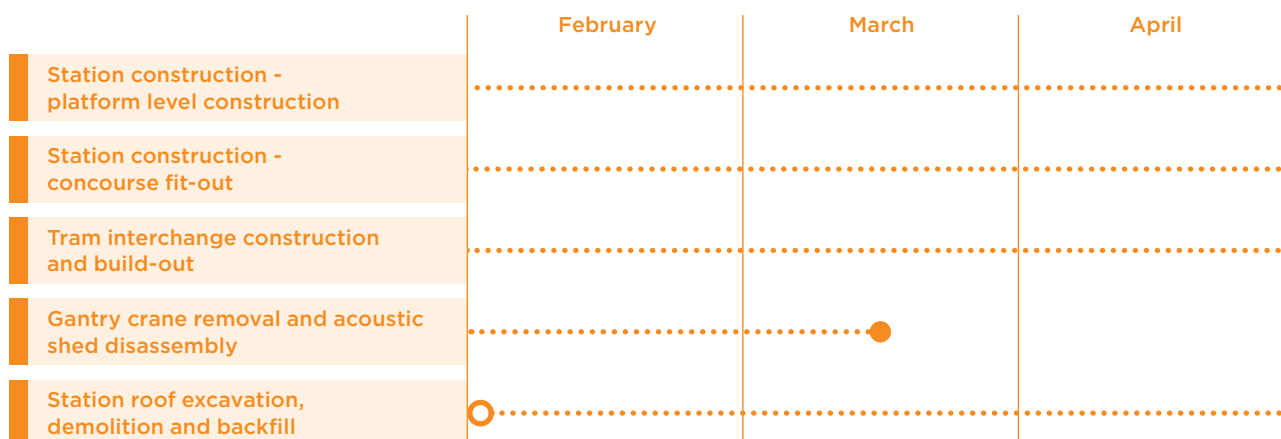 February March April
Station construction -
platform level construction
Station construction -
concourse fit-out
Tram interchange construction
and build-out
Gantry crane removal and acoustic
shed disassembly
Station roof excavation,
demolition and backfill